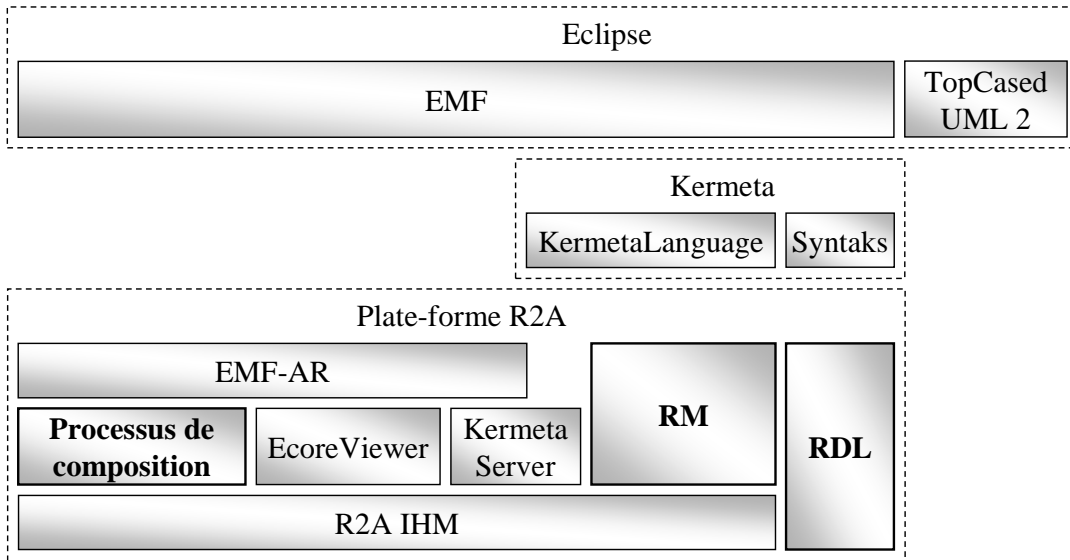 Eclipse
EMF
TopCased
UML 2
Kermeta
KermetaLanguage
Syntaks
Plate-forme R2A
EMF-AR
Processus de
composition
EcoreViewer
Kermeta
Server
RM
RDL
R2A IHM